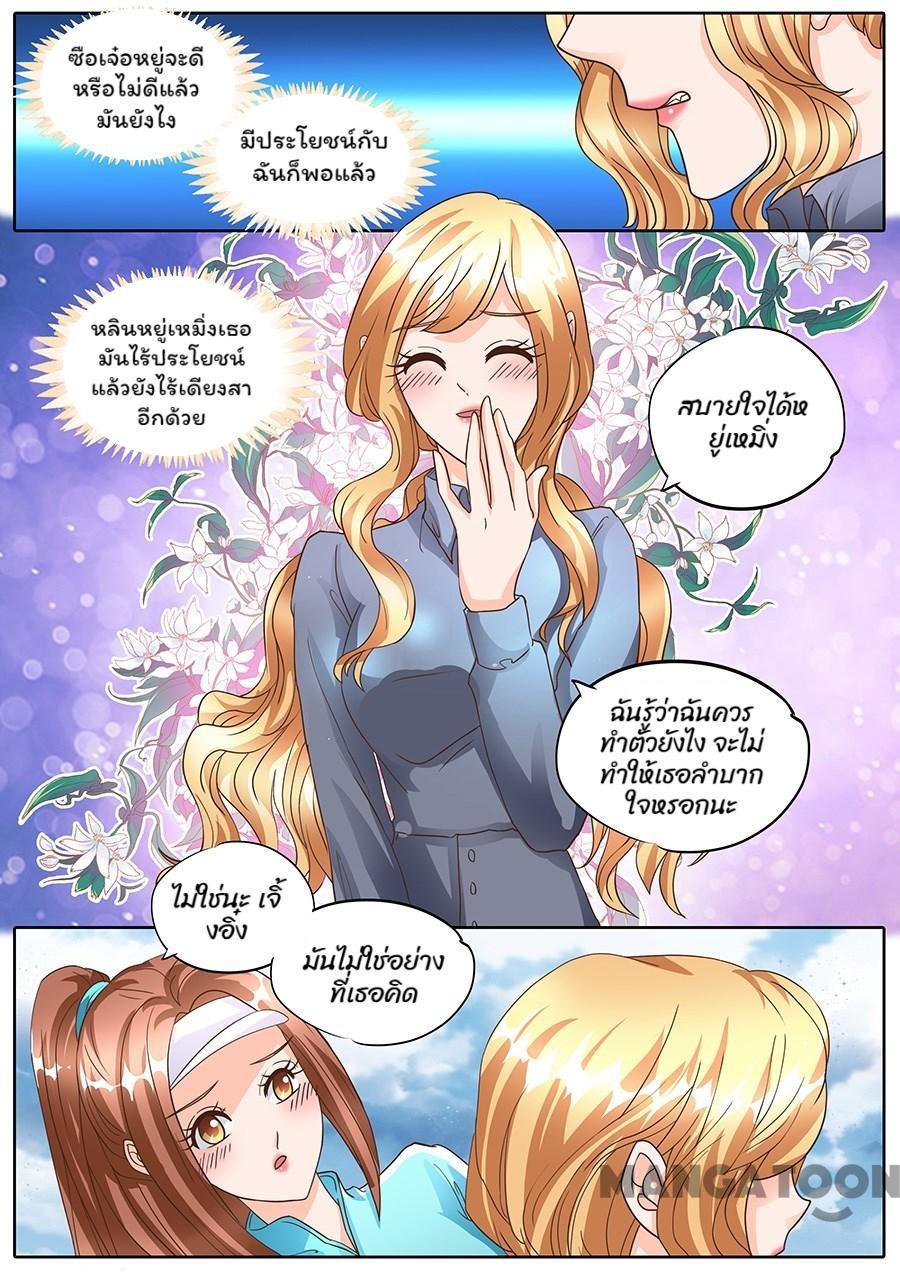 ซือเจ๋อหยู่จะดี
หรือไม่ดีแล้ว
มันยังไง
มีประโยชน์กับ
ฉันก็พอแล้ว
หลินหยู่เหมิ่งเธอ
มันไร้ประโยชน์
แล้วยังไร้เดียงสา
อีกด้วย
สบายใจได้ห
ยู่เหมิ่ง
ฉันรู้ว่าฉันควร
ทำตัวยังไง จะไม่
ทำให้เธอลำบาก
ใจหรอกนะ
ไม่ใช่นะ เจิ้
งอิ๋ง
มันไม่ใช่อย่าง
ที่เธอคิด
MANGATOON